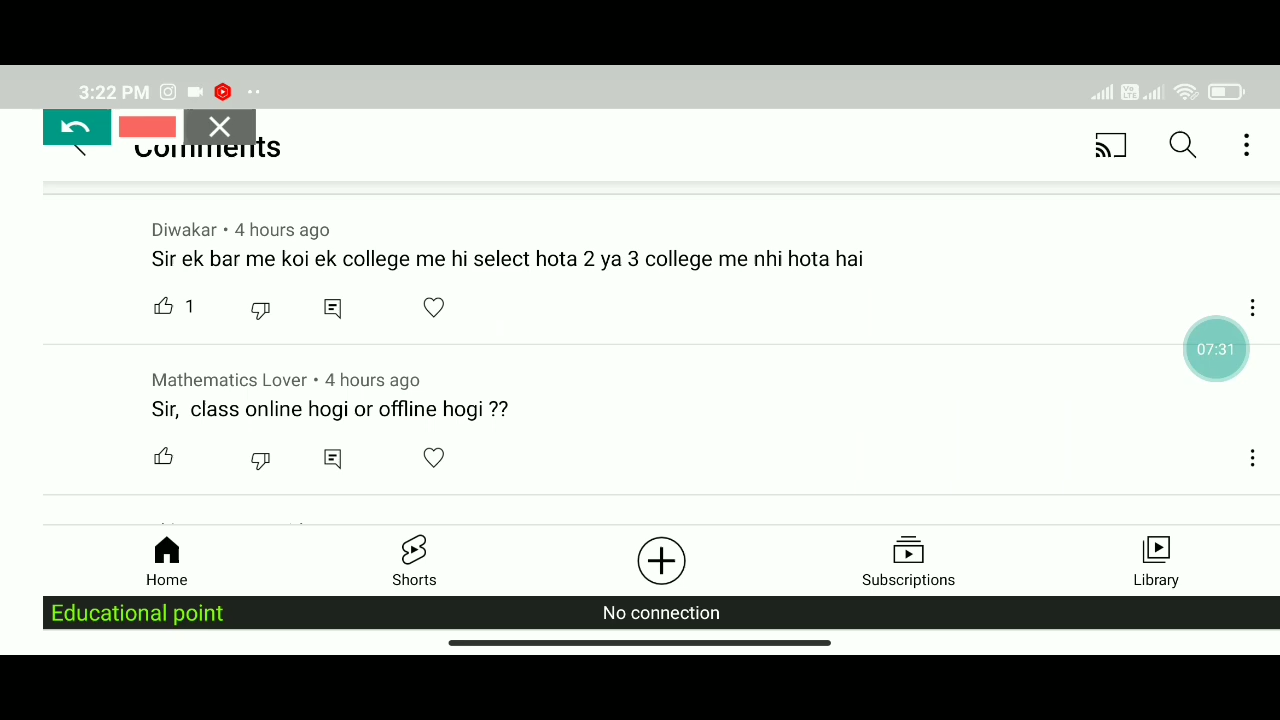 3:22 PM
Comments
Diwakar • 4 hours ago
Sir ek bar me koi ek college me hi select hota 2 ya 3 college me nhi hota hai
1
07:31
Mathematics Lover • 4 hours ago
Sir, class online hogi or offline hogi ??
Home
Shorts
Subscriptions
Library
Educational point
No connection